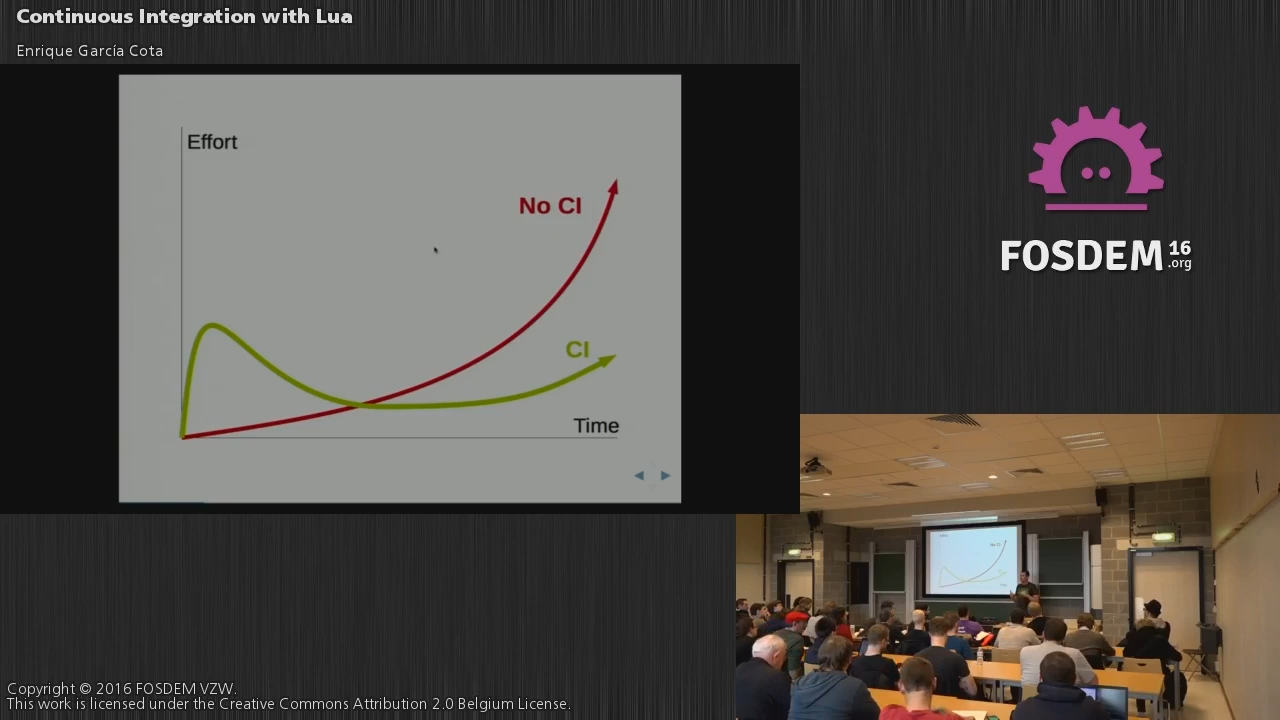 Continuous Integration with Lua
Enrique García Cota
Effort
No CI
CI
Time
FOSDEM 16
.org
Copyright © 2016 FOSDEM VZW.
This work is licensed under the Creative Commons Attribution 2.0 Belgium License.